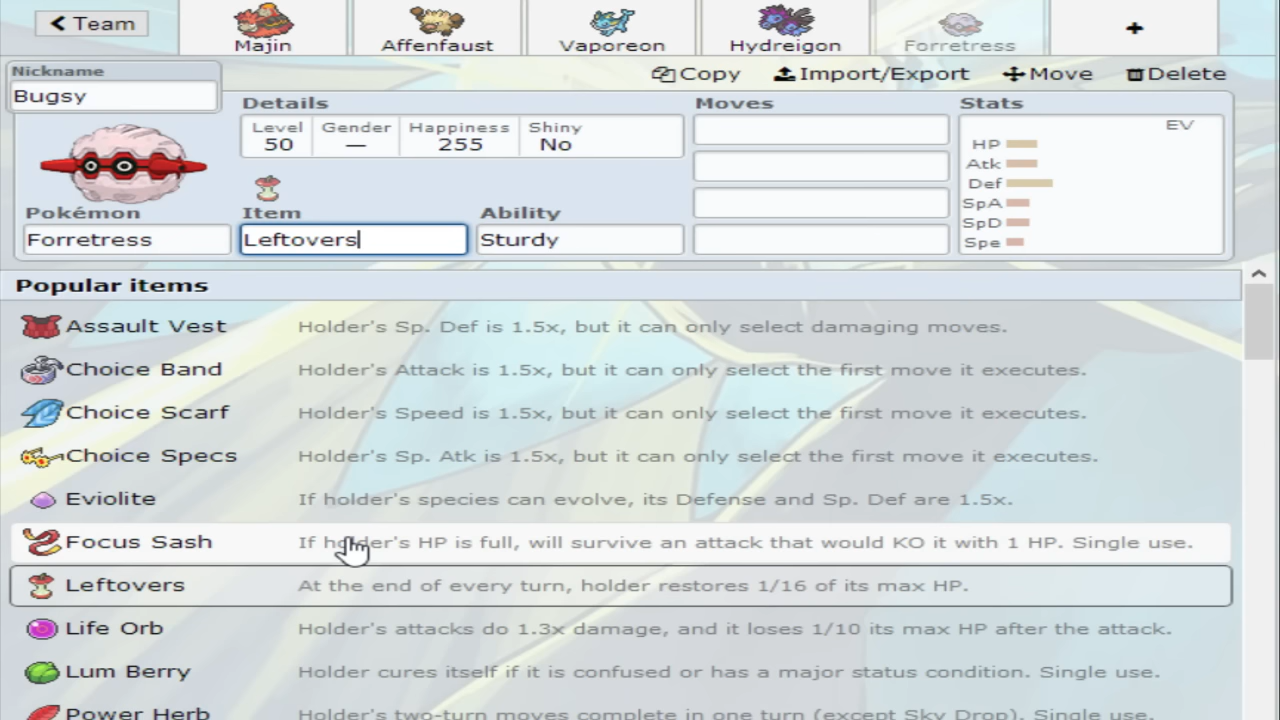 Team
Majin
Affenfaust
Vaporeon
Hydreigon
Forretress
+
Nickname
Bugsy
Copy
Import/Export
Move
Delete
Details
Level
50
Gender
—
Happiness
255
Shiny
No
Pokémon
Forretress
Item
Leftovers
Ability
Sturdy
Moves
Stats
EV
HP
Atk
Def
SpA
SpD
Spe
Popular items
Assault Vest Holder's Sp. Def is 1.5x, but it can only select damaging moves.
Choice Band Holder's Attack is 1.5x, but it can only select the first move it executes.
Choice Scarf Holder's Speed is 1.5x, but it can only select the first move it executes.
Choice Specs Holder's Sp. Atk is 1.5x, but it can only select the first move it executes.
Eviolite If holder's species can evolve, its Defense and Sp. Def are 1.5x.
Focus Sash If holder's HP is full, will survive an attack that would KO it with 1 HP. Single use.
Leftovers At the end of every turn, holder restores 1/16 of its max HP.
Life Orb Holder's attacks do 1.3x damage, and it loses 1/10 its max HP after the attack.
Lum Berry Holder cures itself if it is confused or has a major status condition. Single use.
Power Herb Holder's two-turn moves complete in one turn (except Sky Drop). Single use.